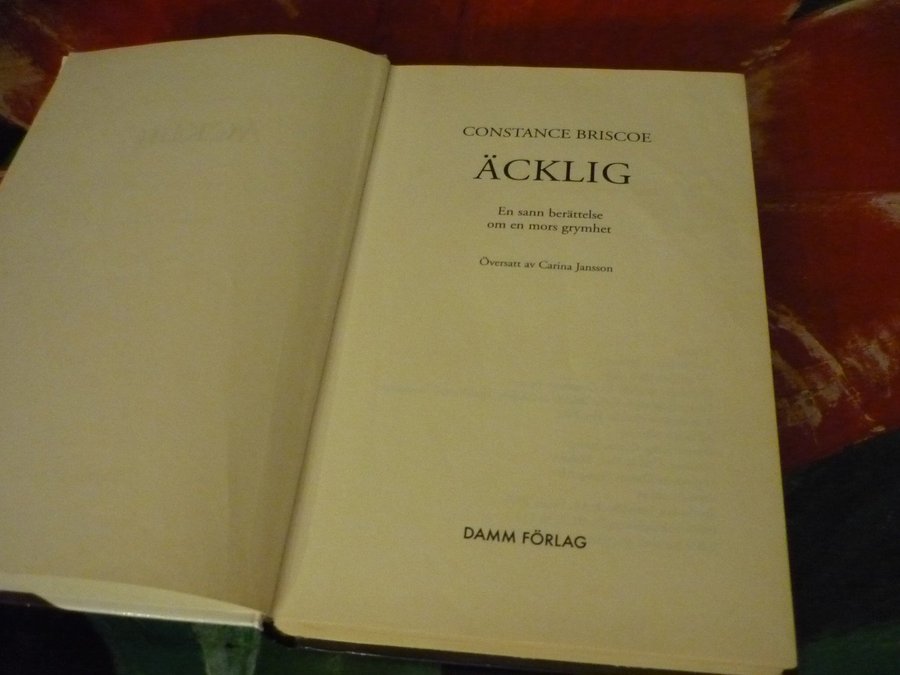 CONSTANCE BRISCOE
ÄCKLIG
En sann berättelse
om en mors grymhet
Översatt av Carina Jansson
DAMM FÖRLAG